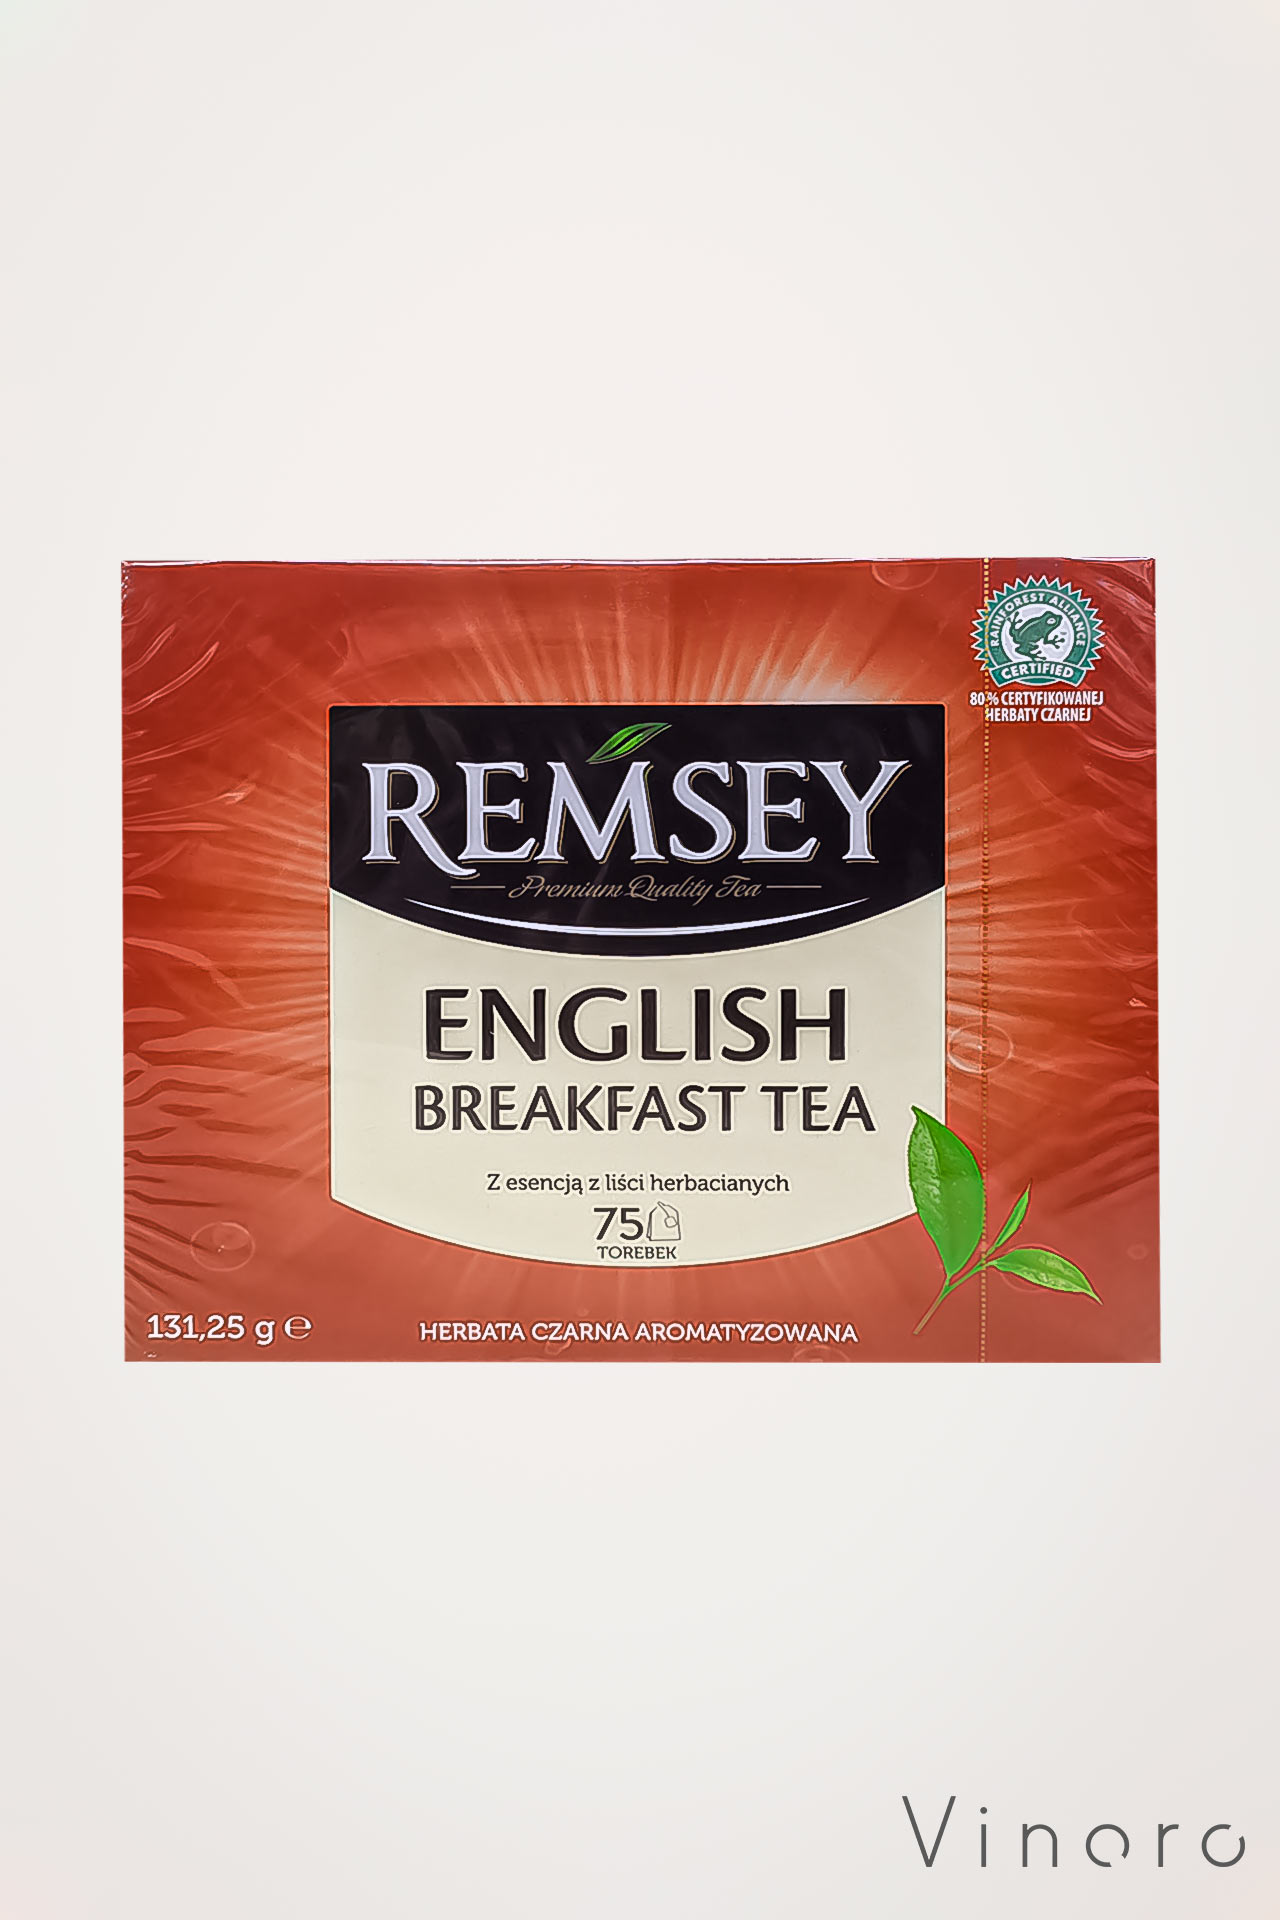 RAINFOREST ALLIANCE
CERTIFIED
80% CERTYFIKOWANEJ
HERBATY CZARNEJ
REMSEY
Premium Quality Tea
ENGLISH
BREAKFAST TEA
Z esencją z liści herbacianych
75
TOREBEK
131,25 g ℮
HERBATA CZARNA AROMATYZOWANA
Vinoro